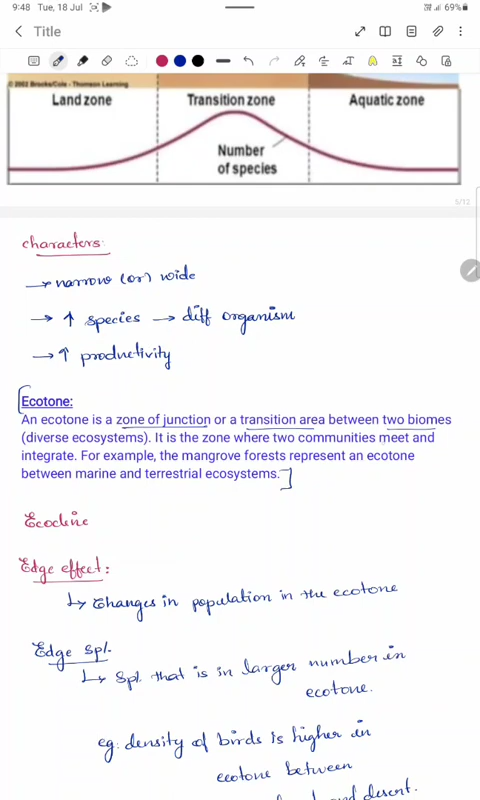 9:48 Tue, 18 Jul
69%
Title
© 2002 Brooks/Cole - Thomson Learning
Land zone Transition zone Aquatic zone
Number
of species
5/12
characters:
→ narrow (or) wide
→ ↑ species → diff organism
→ ↑ productivity
Ecotone:
An ecotone is a zone of junction or a transition area between two biomes
(diverse ecosystems). It is the zone where two communities meet and
integrate. For example, the mangrove forests represent an ecotone
between marine and terrestrial ecosystems.
Ecocline
Edge effect:
↳ Changes in population in the ecotone
Edge Spl.
↳ Spl. that is in larger number in
ecotone.
eg: density of birds is higher in
ecotone between
and desert.